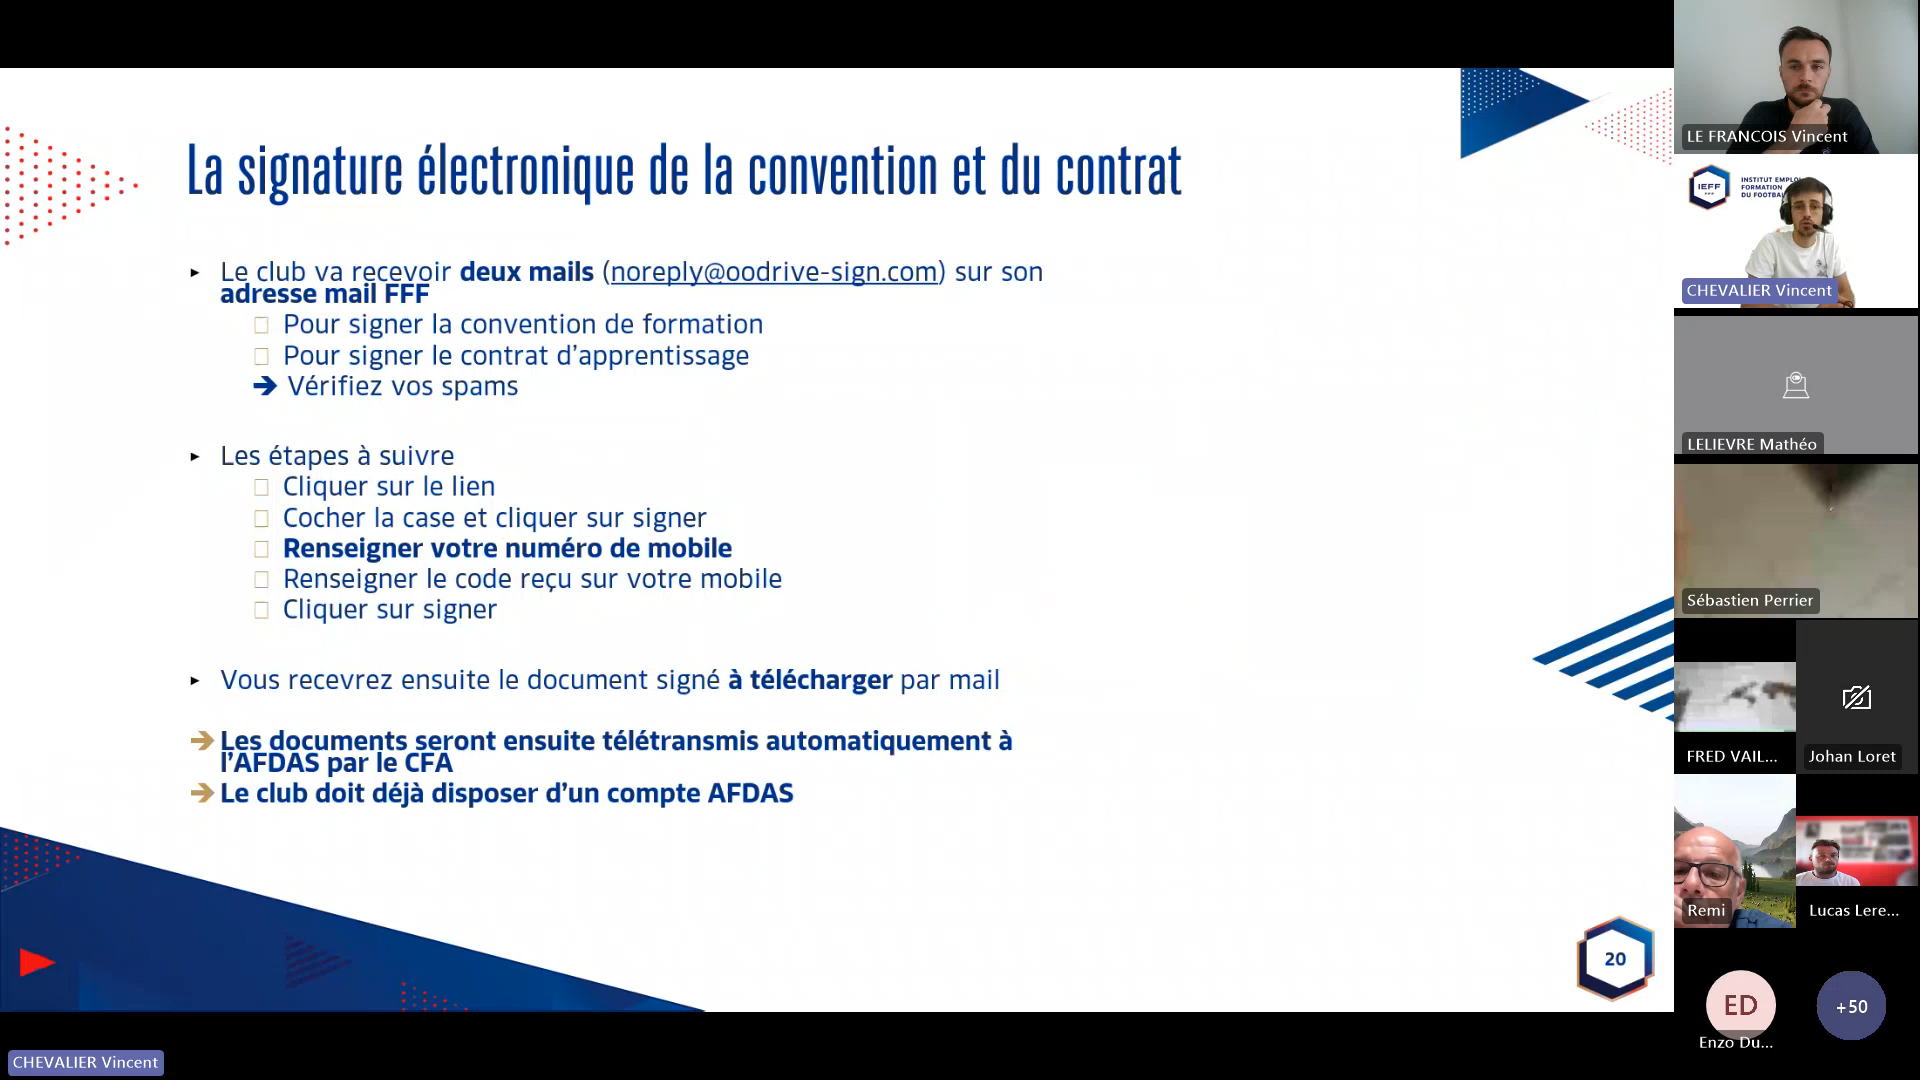 La signature électronique de la convention et du contrat
▸ Le club va recevoir deux mails (noreply@oodrive-sign.com) sur son
adresse mail FFF
Pour signer la convention de formation
Pour signer le contrat d’apprentissage
➔ Vérifiez vos spams
▸ Les étapes à suivre
Cliquer sur le lien
Cocher la case et cliquer sur signer
Renseigner votre numéro de mobile
Renseigner le code reçu sur votre mobile
Cliquer sur signer
▸ Vous recevrez ensuite le document signé à télécharger par mail
➔ Les documents seront ensuite télétransmis automatiquement à
l’AFDAS par le CFA
➔ Le club doit déjà disposer d’un compte AFDAS
20
CHEVALIER Vincent
LE FRANCOIS Vincent
IEFF
INSTITUT EMPLOI
FORMATION
DU FOOTBA
CHEVALIER Vincent
LELIEVRE Mathéo
Sébastien Perrier
FRED VAIL...
Johan Loret
Remi
Lucas Lere...
ED
Enzo Du...
+50